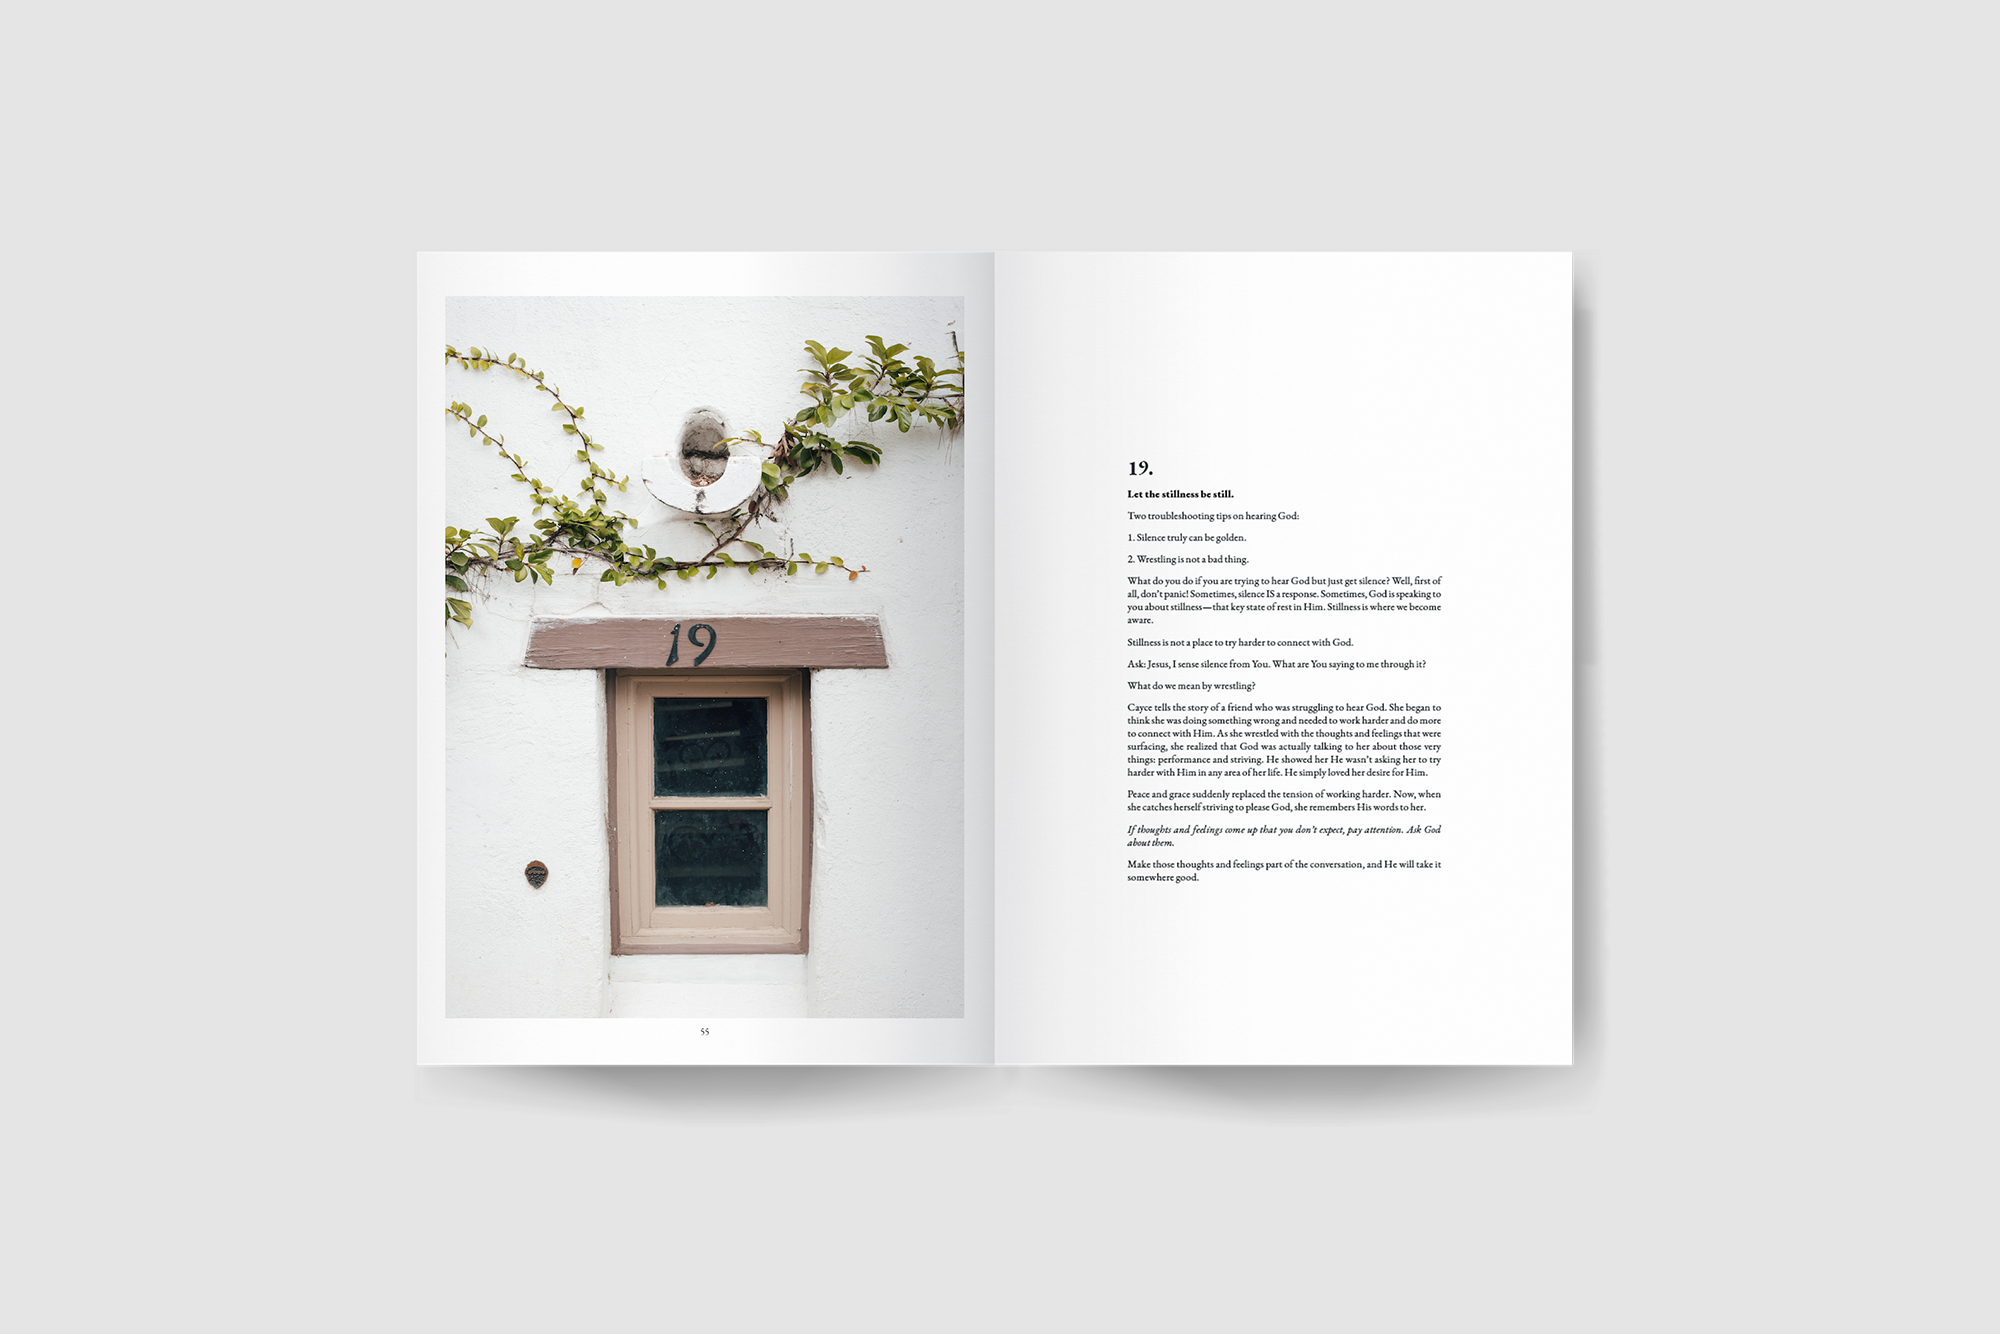 19
55
19.
Let the stillness be still.
Two troubleshooting tips on hearing God:
1. Silence truly can be golden.
2. Wrestling is not a bad thing.
What do you do if you are trying to hear God but just get silence? Well, first of
all, don't panic! Sometimes, silence IS a response. Sometimes, God is speaking to
you about stillness—that key state of rest in Him. Stillness is where we become
aware.
Stillness is not a place to try harder to connect with God.
Ask: Jesus, I sense silence from You. What are You saying to me through it?
What do we mean by wrestling?
Cayce tells the story of a friend who was struggling to hear God. She began to
think she was doing something wrong and needed to work harder and do more
to connect with Him. As she wrestled with the thoughts and feelings that were
surfacing, she realized that God was actually talking to her about those very
things: performance and striving. He showed her He wasn't asking her to try
harder with Him in any area of her life. He simply loved her desire for Him.
Peace and grace suddenly replaced the tension of working harder. Now, when
she catches herself striving to please God, she remembers His words to her.
If thoughts and feelings come up that you don't expect, pay attention. Ask God
about them.
Make those thoughts and feelings part of the conversation, and He will take it
somewhere good.